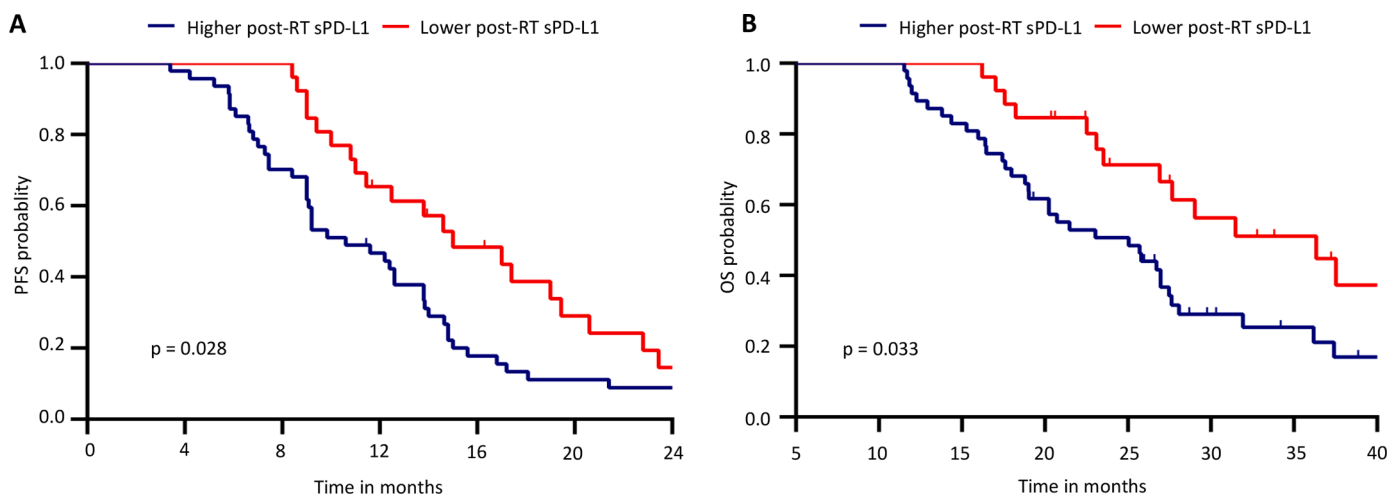 A
Higher post-RT sPD-L1
Lower post-RT sPD-L1
1.0
0.8
0.6
0.4
0.2
0.0
PFS probablity
p = 0.028
0 4 8 12 16 20 24
Time in months
B
Higher post-RT sPD-L1
Lower post-RT sPD-L1
1.0
0.8
0.6
0.4
0.2
0.0
OS probablity
p = 0.033
5 10 15 20 25 30 35 40
Time in months